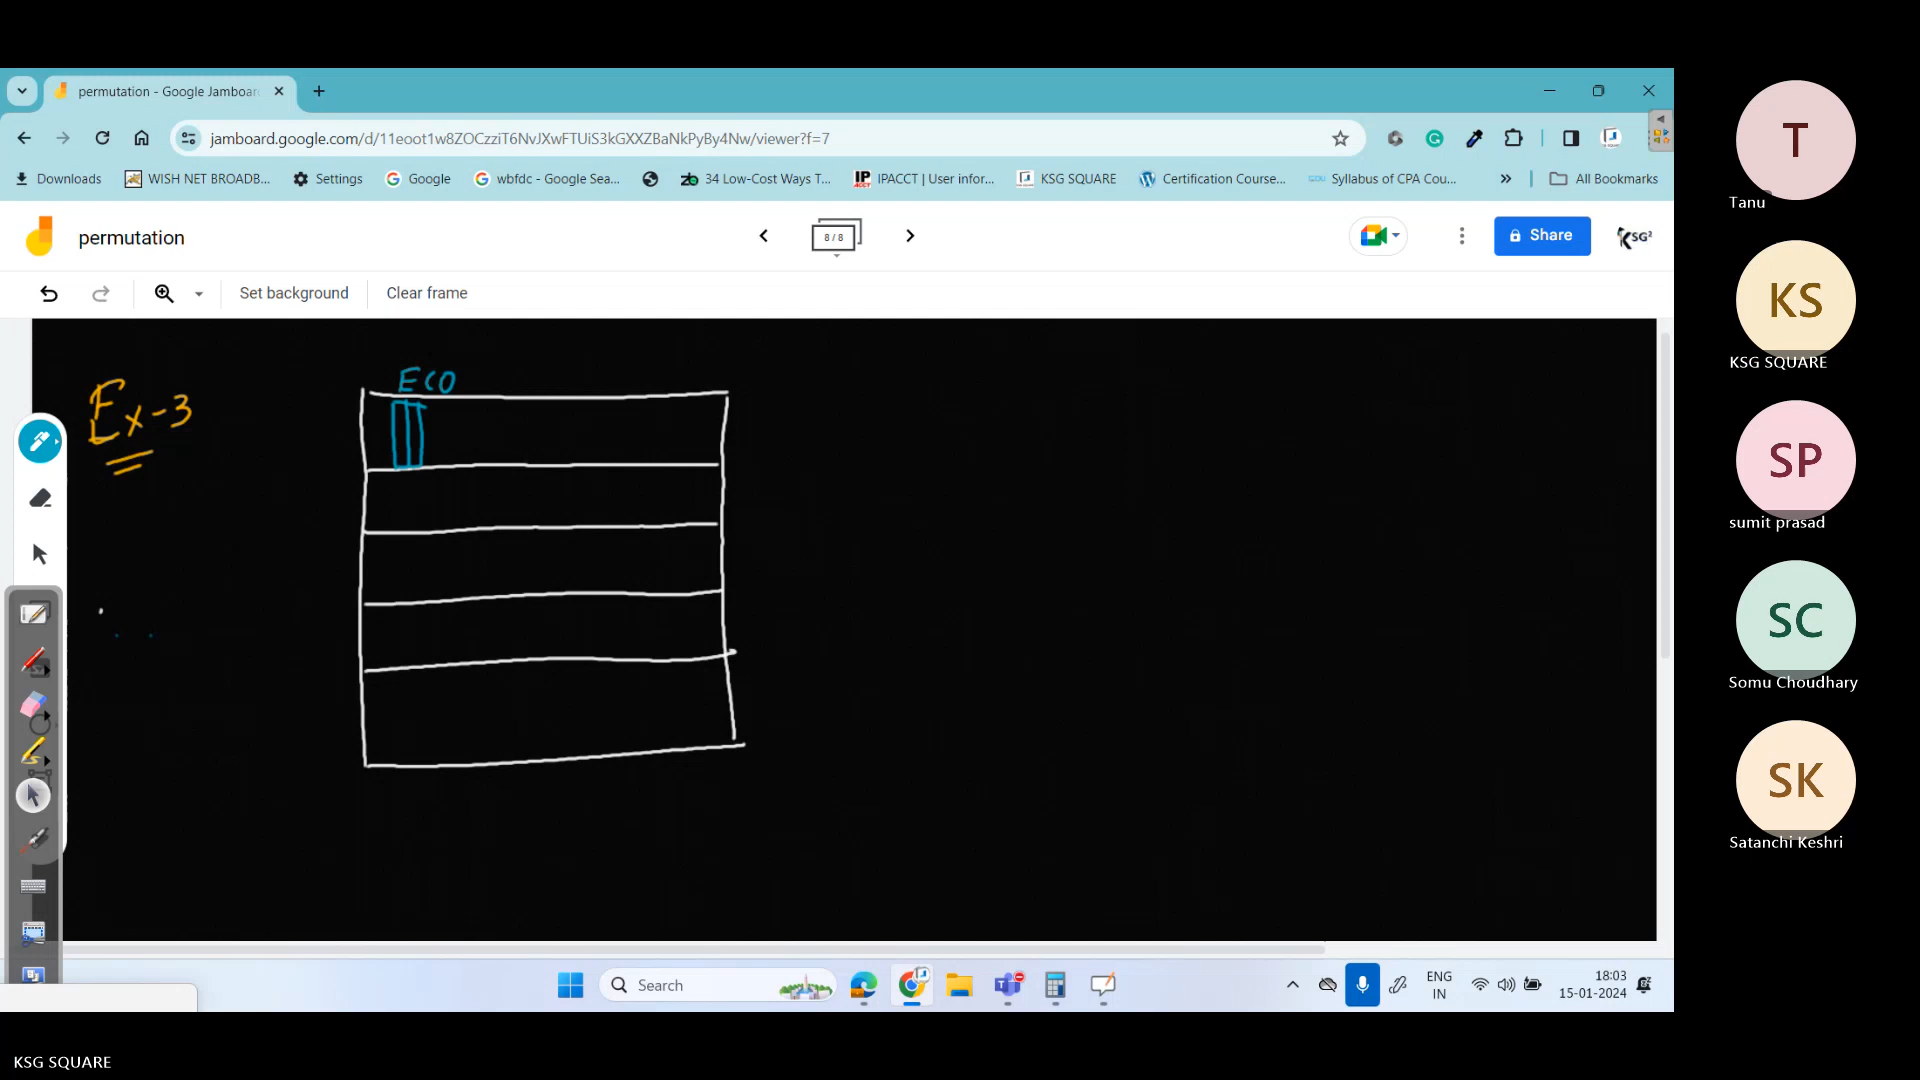 permutation - Google Jamboar
jamboard.google.com/d/11eoot1w8ZOCzziT6NvJXwFTUiS3kGXXZBaNkPyBy4Nw/viewer?f=7
Downloads WISH NET BROADB... Settings Google wbfdc - Google Sea... 34 Low-Cost Ways T... IPACCT | User infor... KSG SQUARE Certification Course... Syllabus of CPA Cou... » All Bookmarks
permutation 8 / 8 Share KSG²
Set background Clear frame
Ex-3
ECO
T
Tanu
KS
KSG SQUARE
SP
sumit prasad
SC
Somu Choudhary
SK
Satanchi Keshri
Search
ENG
IN
18:03
15-01-2024
KSG SQUARE